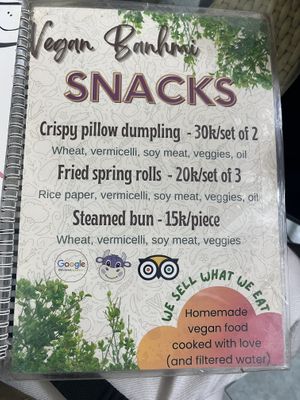 Vegan Banhmi
SNACKS
Crispy pillow dumpling - 30k/set of 2
Wheat, vermicelli, soy meat, veggies, oil
Fried spring rolls - 20k/set of 3
Rice paper, vermicelli, soy meat, veggies, oil
Steamed bun - 15k/piece
Wheat, vermicelli, soy meat, veggies
Google
WE SELL WHAT WE EAT
Homemade
vegan food
cooked with love
(and filtered water)